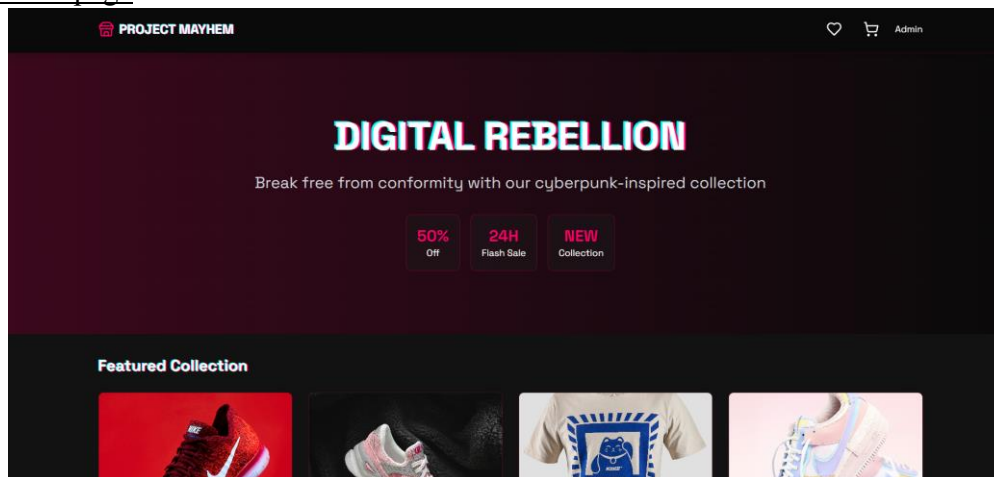 PROJECT MAYHEM
Admin
DIGITAL REBELLION
Break free from conformity with our cyberpunk-inspired collection
50%
Off
24H
Flash Sale
NEW
Collection
Featured Collection
NIKE